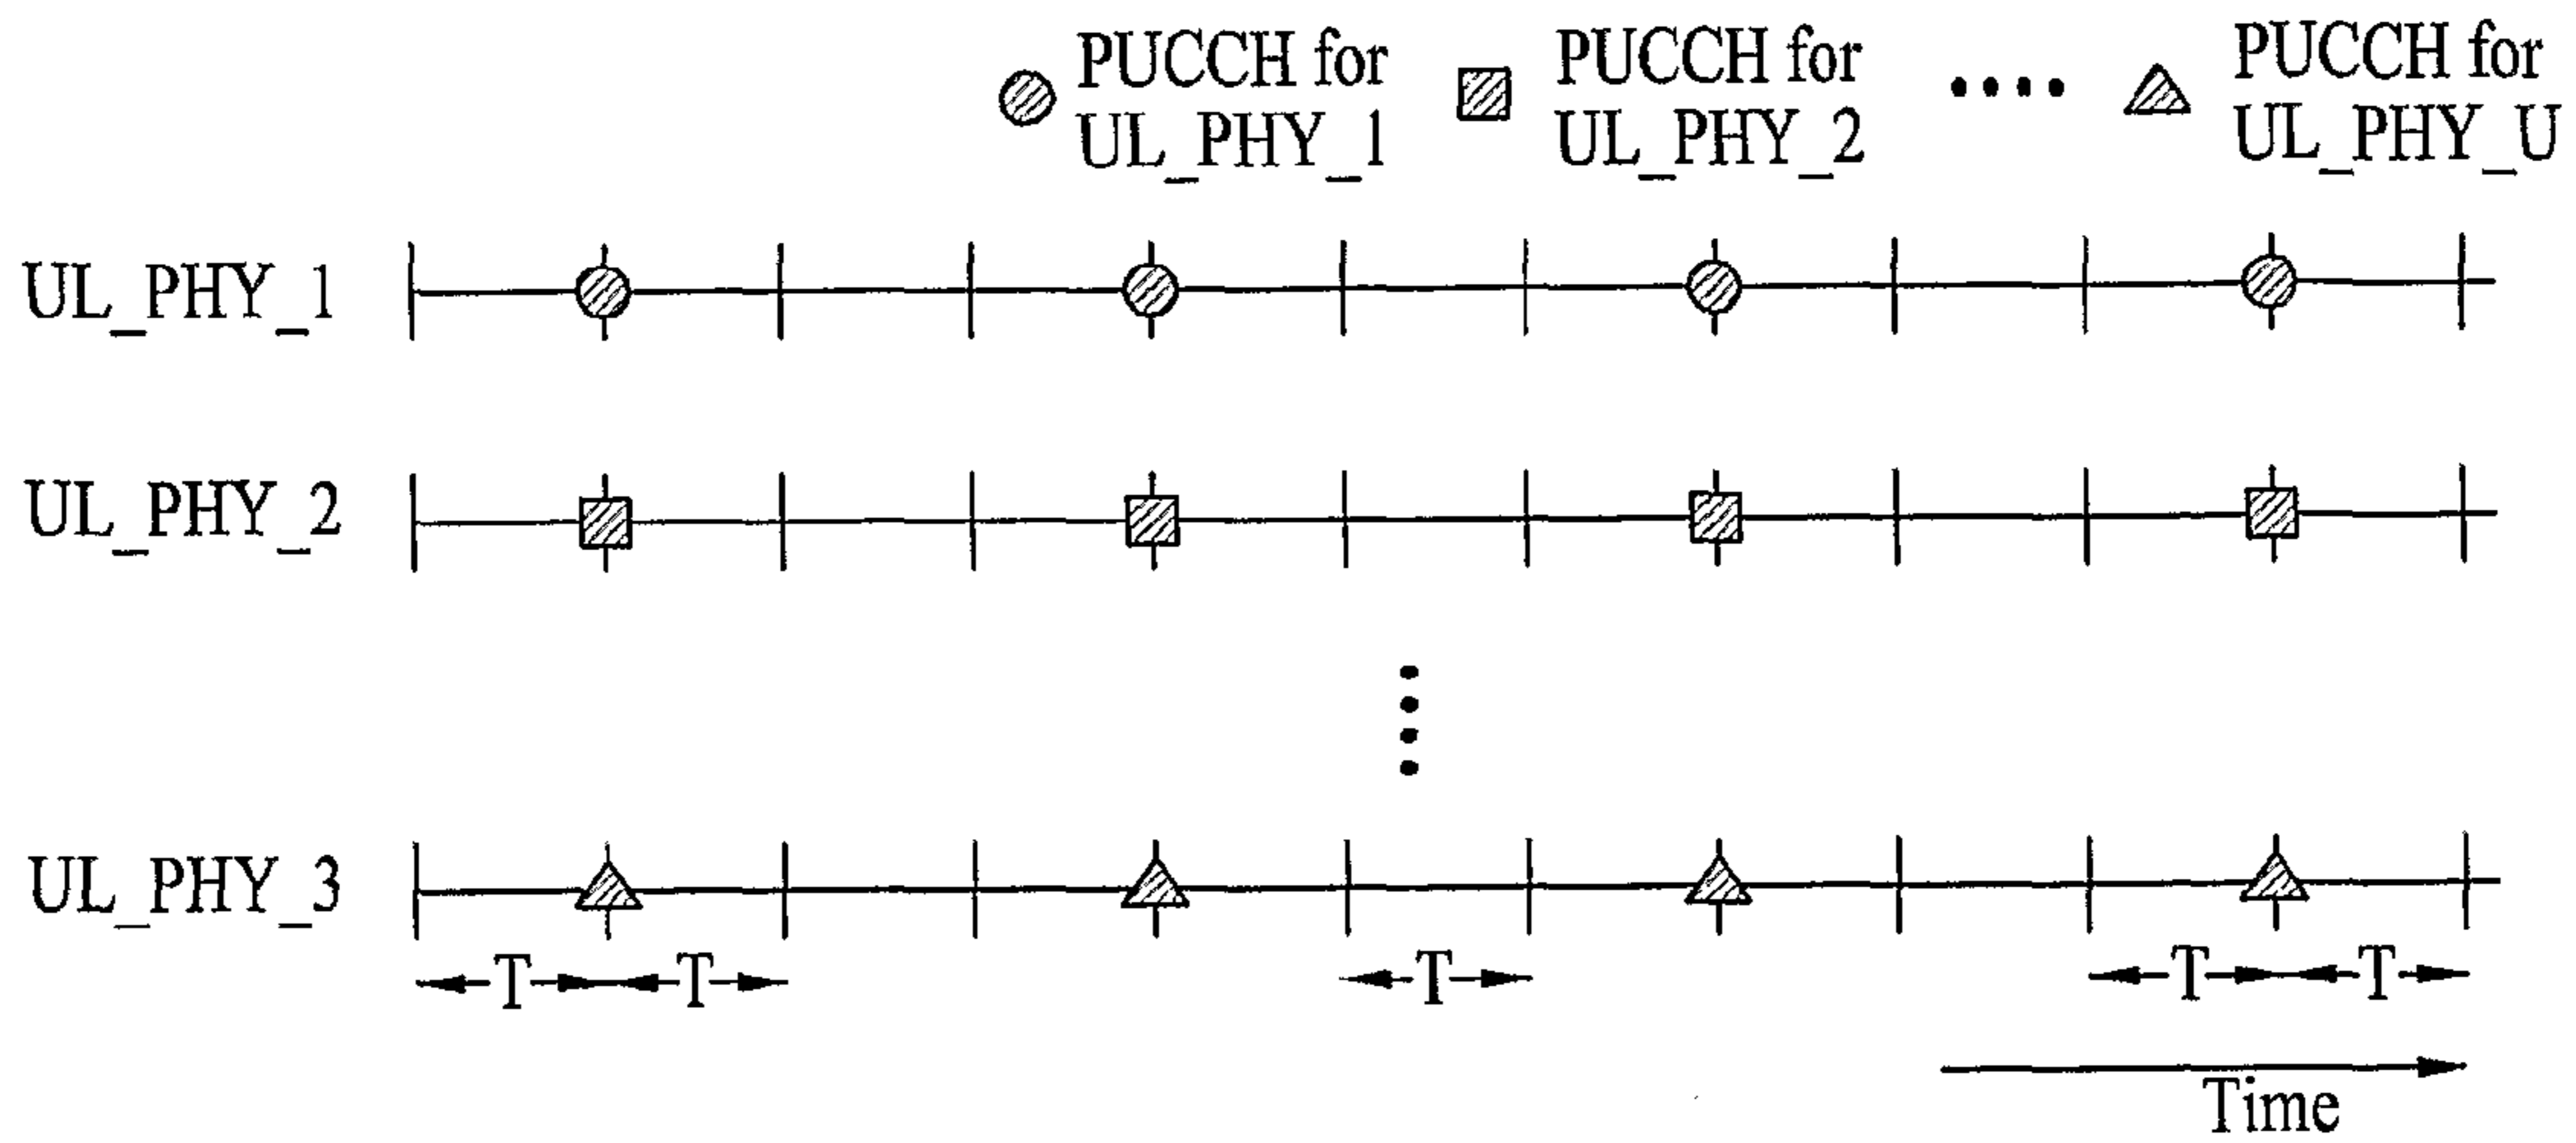 PUCCH for
UL_PHY_1
PUCCH for
UL_PHY_2
PUCCH for
UL_PHY_U
UL_PHY_1
UL_PHY_2
UL_PHY_3
T T T T T
Time